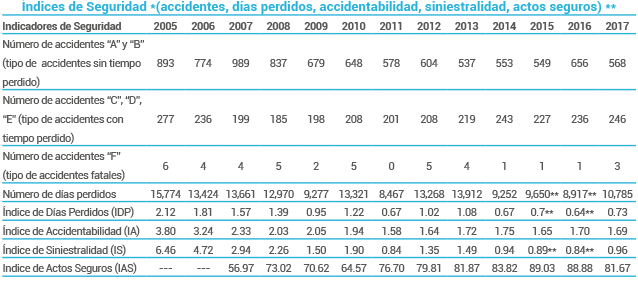 Índices de Seguridad *(accidentes, días perdidos, accidentabilidad, siniestralidad, actos seguros) **
Indicadores de Seguridad 2005 2006 2007 2008 2009 2010 2011 2012 2013 2014 2015 2016 2017
Número de accidentes “A” y “B”
(tipo de accidentes sin tiempo 893 774 989 837 679 648 578 604 537 553 549 656 568
perdido)
Número de accidentes “C”, “D”,
“E” (tipo de accidentes con 277 236 199 185 198 208 201 208 219 243 227 236 246
tiempo perdido)
Número de accidentes “F” 6 4 4 5 2 5 0 5 4 1 1 1 3
(tipo de accidentes fatales)
Número de días perdidos 15,774 13,424 13,661 12,970 9,277 13,321 8,467 13,268 13,912 9,252 9,650** 8,917** 10,785
Índice de Días Perdidos (IDP) 2.12 1.81 1.57 1.39 0.95 1.22 0.67 1.02 1.08 0.67 0.7** 0.64** 0.73
Índice de Accidentabilidad (IA) 3.80 3.24 2.33 2.03 2.05 1.94 1.58 1.64 1.72 1.75 1.65 1.70 1.69
Índice de Siniestralidad (IS) 6.46 4.72 2.94 2.26 1.50 1.90 0.84 1.35 1.49 0.94 0.89** 0.84** 0.96
Indice de Actos Seguros (IAS) --- --- 56.97 73.02 70.62 64.57 76.70 79.81 81.87 83.82 89.03 88.88 81.67